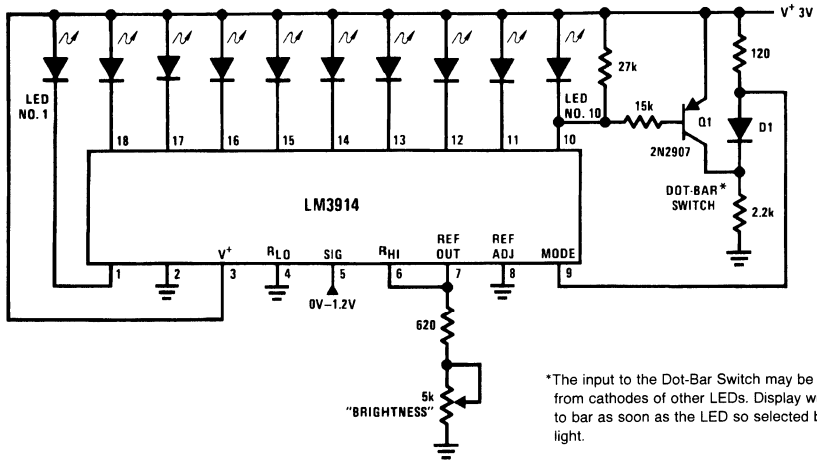 V⁺ 3V
LED
NO. 1
LED
NO. 10
27k
15k
120
Q1
2N2907
D1
DOT-BAR*
SWITCH
2.2k
18 17 16 15 14 13 12 11 10
LM3914
V⁺ RLO SIG RHI REF OUT REF ADJ MODE
1 2 3 4 5 6 7 8 9
0V–1.2V
620
5k
"BRIGHTNESS"
*The input to the Dot-Bar Switch may be
from cathodes of other LEDs. Display w
to bar as soon as the LED so selected b
light.